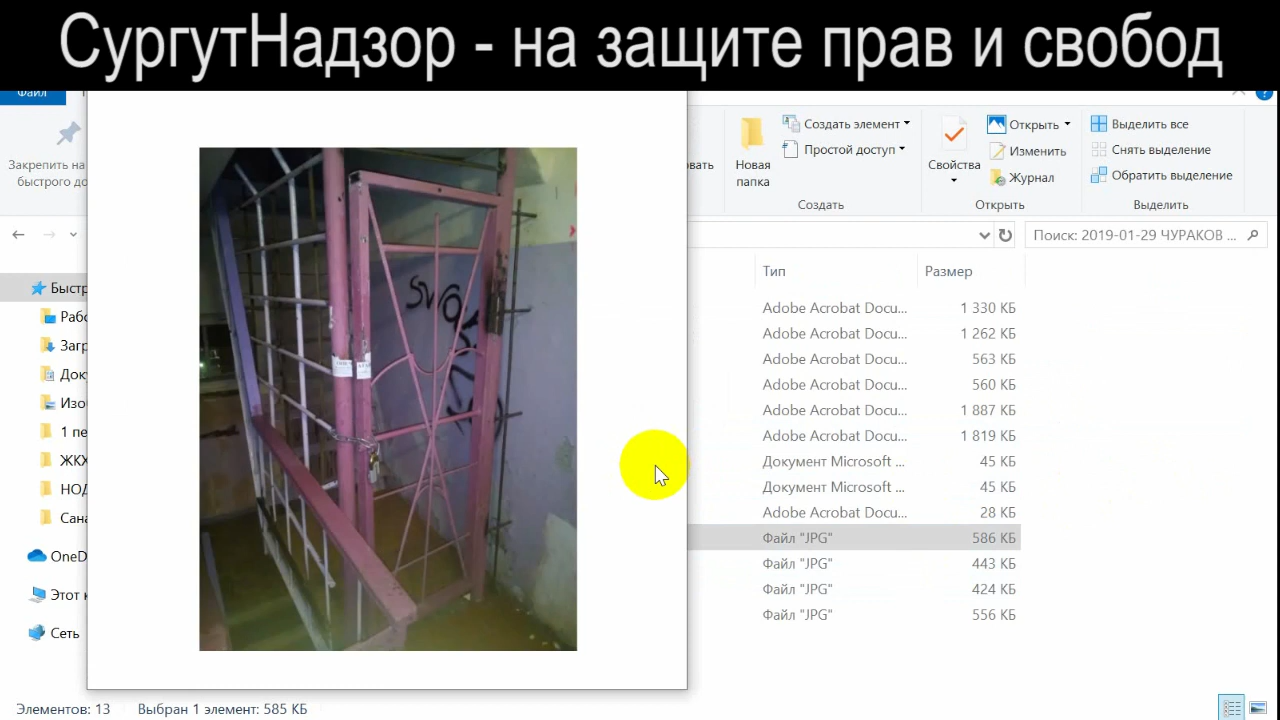 СургутНадзор - на защите прав и свобод
Файл
Закрепить на
быстрого до
овать
Новая
папка
Создать элемент
Простой доступ
Создать
Свойства
Открыть
Изменить
Журнал
Открыть
Выделить все
Снять выделение
Обратить выделение
Выделить
Поиск: 2019-01-29 ЧУРАКОВ ...
Тип Размер
Быстр
Рабо
Загр
Доку
Изоб
1 пе
ЖКХ
НОД
Сана
OneD
Этот к
Сеть
Adobe Acrobat Docu... 1 330 КБ
Adobe Acrobat Docu... 1 262 КБ
Adobe Acrobat Docu... 563 КБ
Adobe Acrobat Docu... 560 КБ
Adobe Acrobat Docu... 1 887 КБ
Adobe Acrobat Docu... 1 819 КБ
Документ Microsoft ... 45 КБ
Документ Microsoft ... 45 КБ
Adobe Acrobat Docu... 28 КБ
Файл "JPG" 586 КБ
Файл "JPG" 443 КБ
Файл "JPG" 424 КБ
Файл "JPG" 556 КБ
Элементов: 13 Выбран 1 элемент: 585 КБ